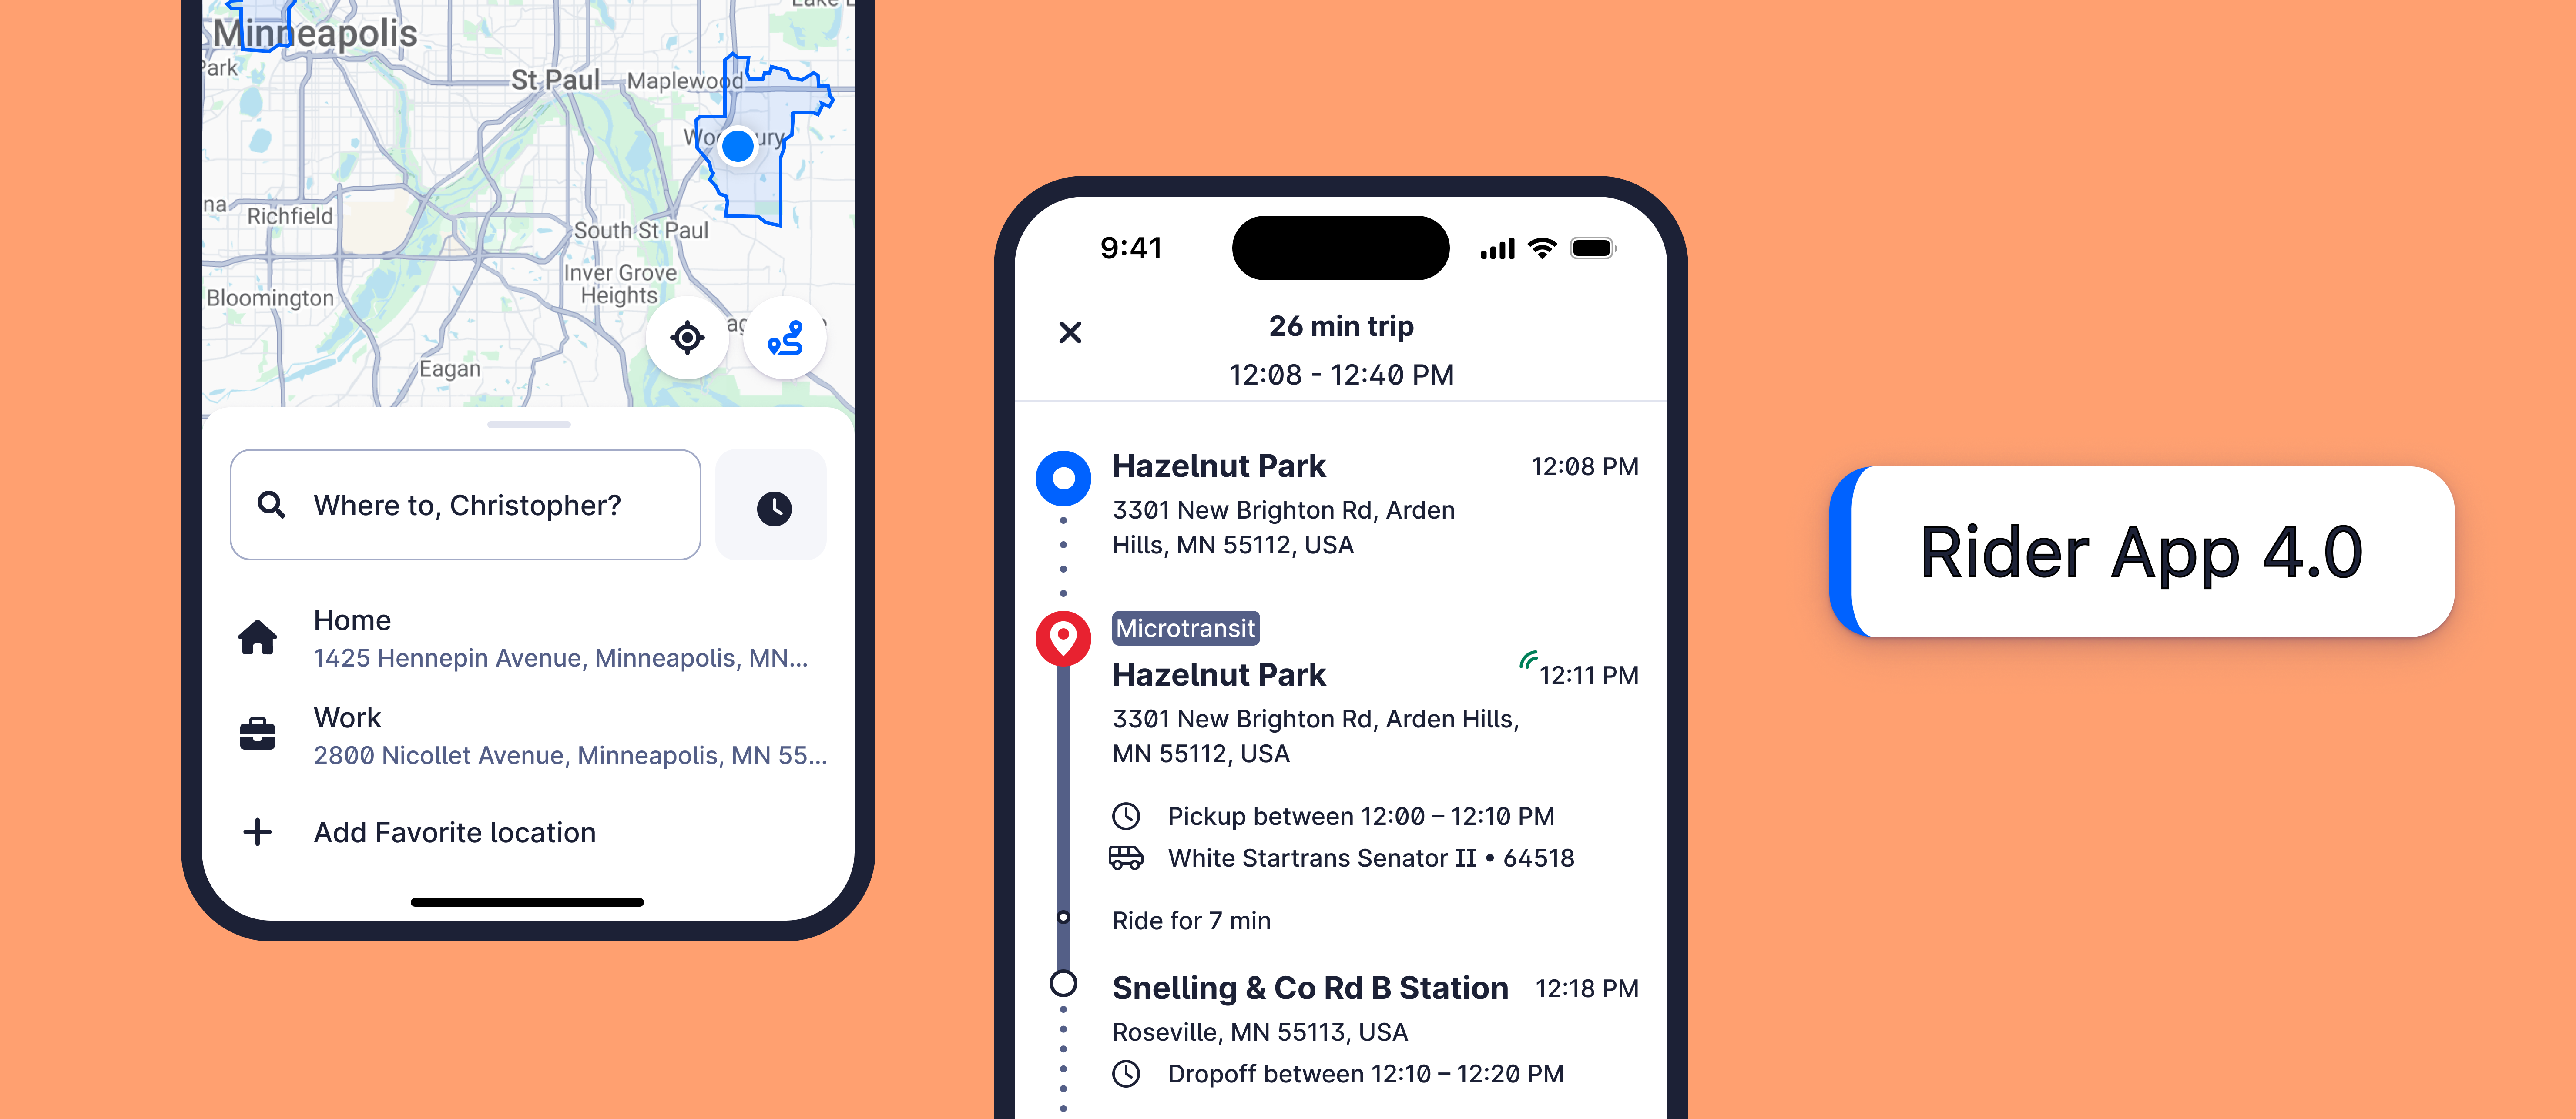 Minneapolis
Park
St Paul
Maplewood
Richfield
South St Paul
Inver Grove
Heights
Bloomington
Eagan
Where to, Christopher?
Home
1425 Hennepin Avenue, Minneapolis, MN...
Work
2800 Nicollet Avenue, Minneapolis, MN 55...
Add Favorite location
9:41
26 min trip
12:08 - 12:40 PM
Hazelnut Park 12:08 PM
3301 New Brighton Rd, Arden
Hills, MN 55112, USA
Microtransit
Hazelnut Park 12:11 PM
3301 New Brighton Rd, Arden Hills,
MN 55112, USA
Pickup between 12:00 – 12:10 PM
White Startrans Senator II • 64518
Ride for 7 min
Snelling & Co Rd B Station 12:18 PM
Roseville, MN 55113, USA
Dropoff between 12:10 – 12:20 PM
Rider App 4.0